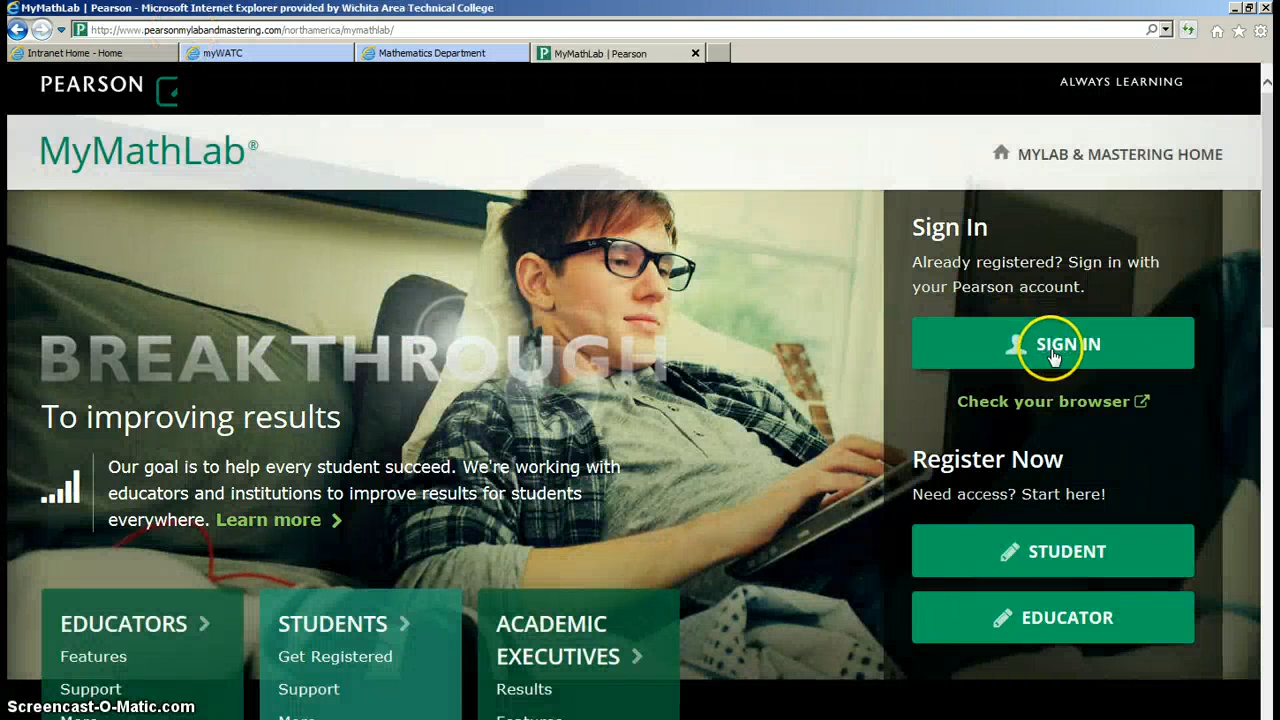 MyMathLab | Pearson - Microsoft Internet Explorer provided by Wichita Area Technical College
http://www.pearsonmylabandmastering.com/northamerica/mymathlab/
Intranet Home - Home
myWATC
Mathematics Department
MyMathLab | Pearson
PEARSON
ALWAYS LEARNING
MyMathLab®
MYLAB & MASTERING HOME
Sign In
Already registered? Sign in with
your Pearson account.
SIGN IN
Check your browser
BREAKTHROUGH
To improving results
Our goal is to help every student succeed. We're working with
educators and institutions to improve results for students
everywhere. Learn more
Register Now
Need access? Start here!
STUDENT
EDUCATOR
EDUCATORS
Features
Support
STUDENTS
Get Registered
Support
ACADEMIC
EXECUTIVES
Results
Screencast-O-Matic.com